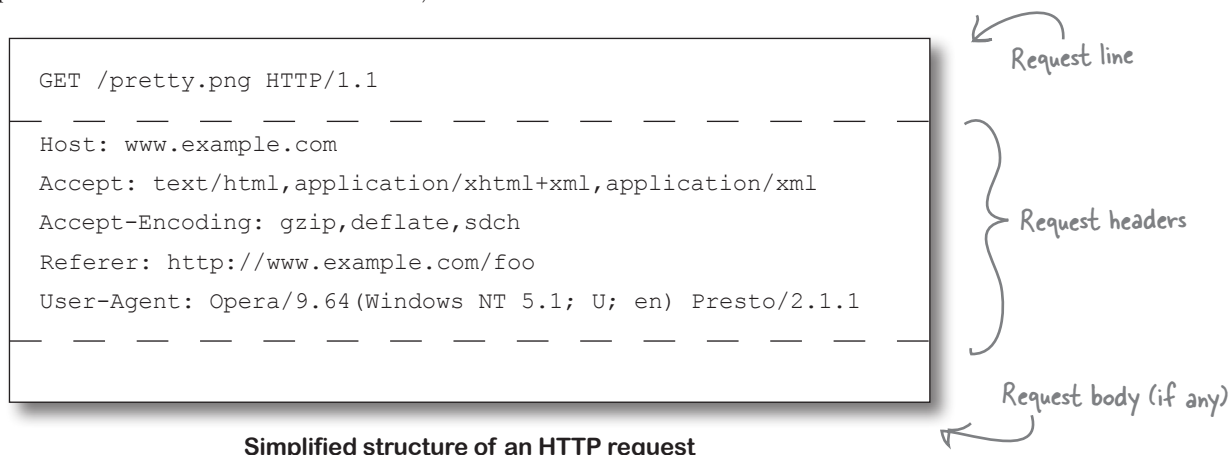 GET /pretty.png HTTP/1.1
Request line
Host: www.example.com
Accept: text/html,application/xhtml+xml,application/xml
Accept-Encoding: gzip,deflate,sdch
Referer: http://www.example.com/foo
User-Agent: Opera/9.64(Windows NT 5.1; U; en) Presto/2.1.1
Request headers
Request body (if any)
Simplified structure of an HTTP request